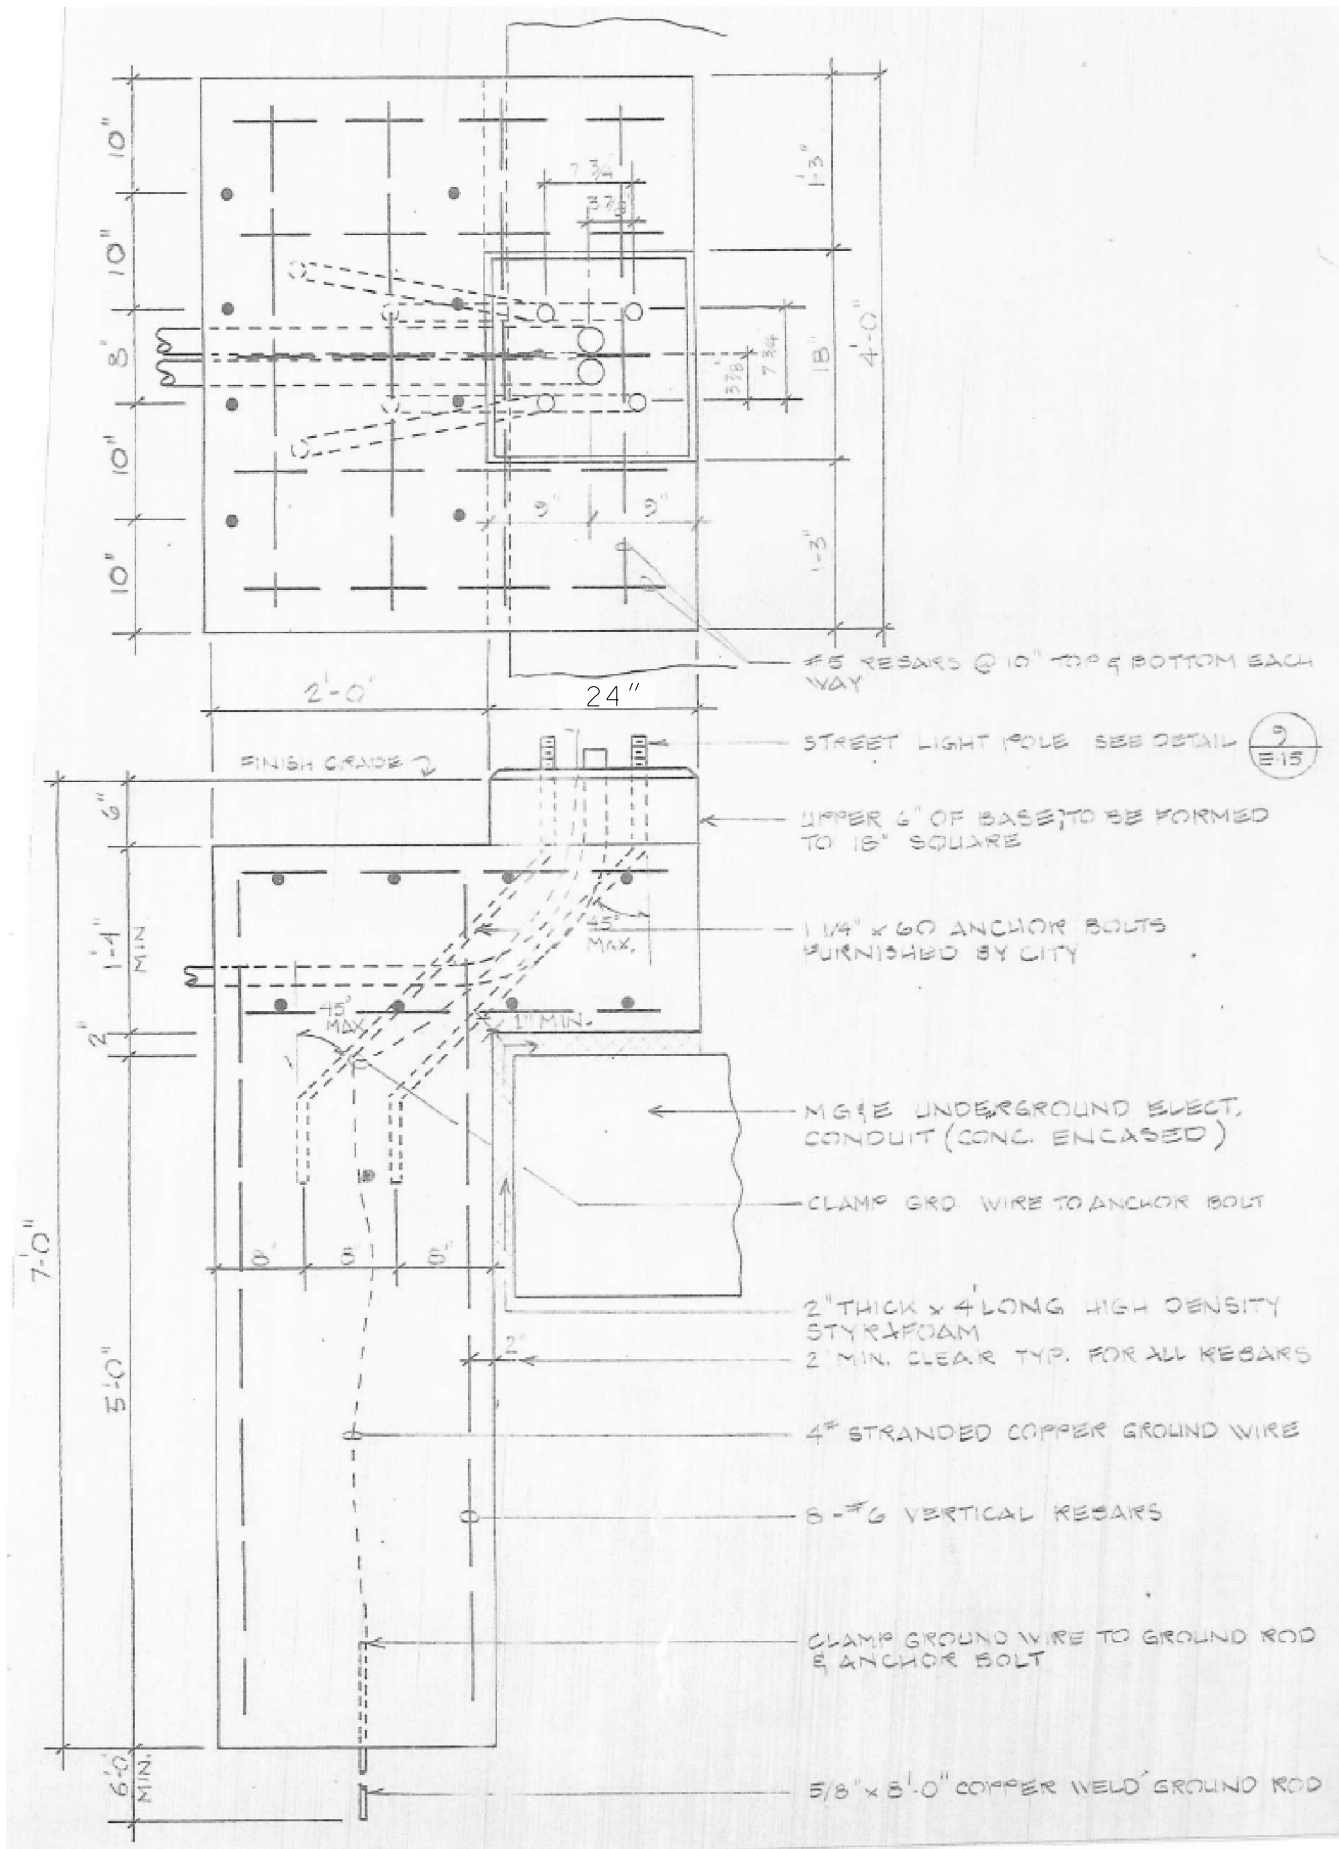 10"
10"
8"
10"
10"
7 3/4
3 7/8
1'-3"
18"
4'-0"
7 3/4
3 7/8
9"
9"
1'-3"
#5 REBARS @ 10" TOP & BOTTOM EACH
WAY
2'-0"
24"
FINISH GRADE
STREET LIGHT POLE SEE DETAIL
9
E-15
6"
UPPER 6" OF BASE, TO BE FORMED
TO 18" SQUARE
1'-4"
MIN
45°
MAX.
1 1/4" x 60 ANCHOR BOLTS
FURNISHED BY CITY
45°
MAX
1" MIN.
2"
MG&E UNDERGROUND ELECT.
CONDUIT (CONC. ENCASED)
CLAMP GRD. WIRE TO ANCHOR BOLT
7'-0"
8"
8"
8"
2" THICK x 4' LONG HIGH DENSITY
STYRAFOAM
2"
2" MIN. CLEAR TYP. FOR ALL REBARS
5'-0"
4# STRANDED COPPER GROUND WIRE
8-#6 VERTICAL REBARS
CLAMP GROUND WIRE TO GROUND ROD
& ANCHOR BOLT
6'-0"
MIN.
5/8" x 8'-0" COPPER WELD GROUND ROD